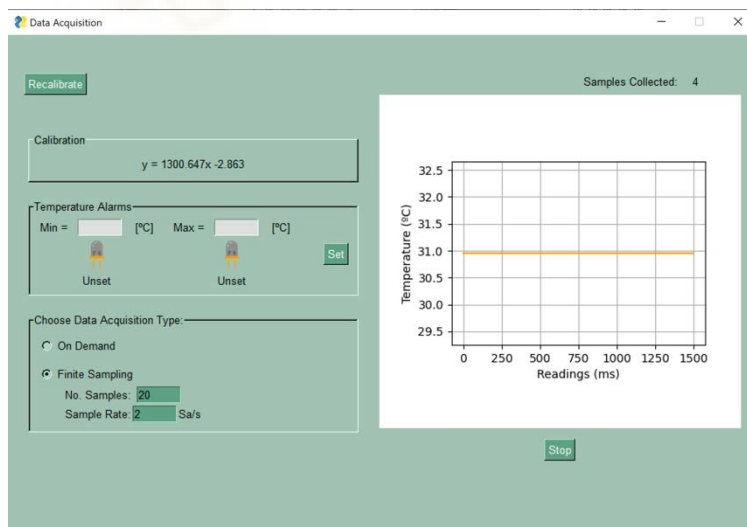 Data Acquisition
Recalibrate
Samples Collected: 4
Calibration
y = 1300.647x -2.863
Temperature Alarms
Min = [ºC] Max = [ºC]
Set
Unset Unset
Choose Data Acquisition Type:
On Demand
Finite Sampling
No. Samples: 20
Sample Rate: 2 Sa/s
Temperature (ºC)
32.5
32.0
31.5
31.0
30.5
30.0
29.5
0 250 500 750 1000 1250 1500
Readings (ms)
Stop